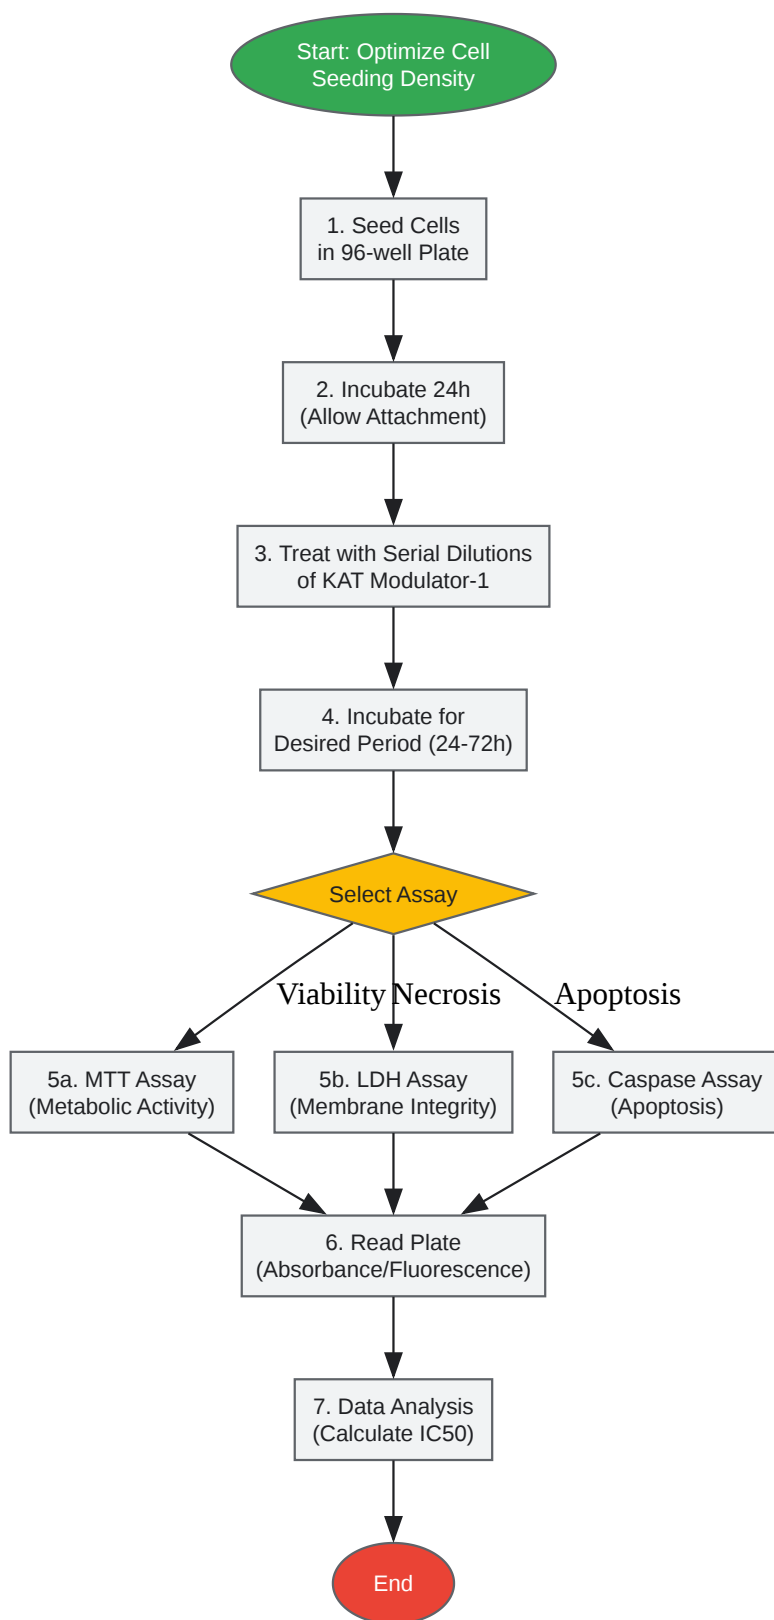 Start: Optimize Cell
Seeding Density
1. Seed Cells
in 96-well Plate
2. Incubate 24h
(Allow Attachment)
3. Treat with Serial Dilutions
of KAT Modulator-1
4. Incubate for
Desired Period (24-72h)
Select Assay
Viability
Necrosis
Apoptosis
5a. MTT Assay
(Metabolic Activity)
5b. LDH Assay
(Membrane Integrity)
5c. Caspase Assay
(Apoptosis)
6. Read Plate
(Absorbance/Fluorescence)
7. Data Analysis
(Calculate IC50)
End